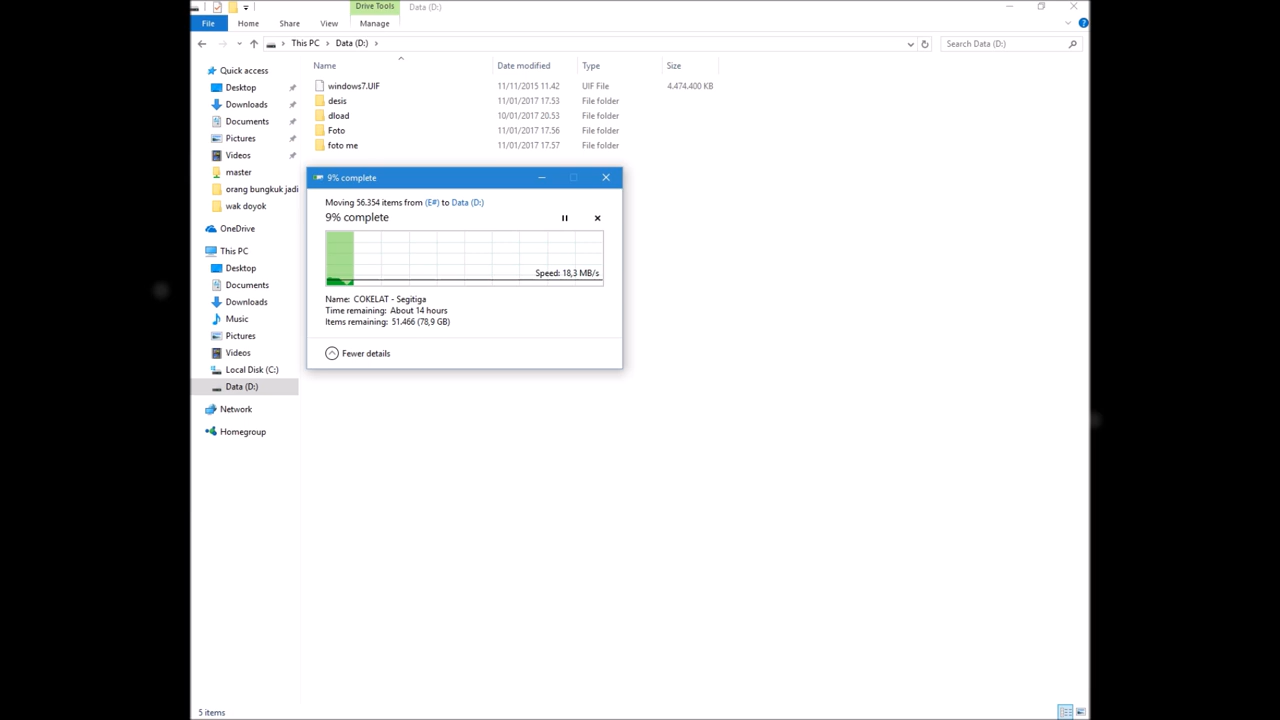 Drive Tools
Data (D:)
File
Home
Share
View
Manage
This PC
Data (D:)
Search Data (D:)
Name
Date modified
Type
Size
Quick access
Desktop
Downloads
Documents
Pictures
Videos
master
orang bungkuk jadi
wak doyok
OneDrive
This PC
Desktop
Documents
Downloads
Music
Pictures
Videos
Local Disk (C:)
Data (D:)
Network
Homegroup
windows7.UIF 11/11/2015 11.42 UIF File 4.474.400 KB
desis 11/01/2017 17.53 File folder
dload 10/01/2017 20.53 File folder
Foto 11/01/2017 17.56 File folder
foto me 11/01/2017 17.57 File folder
9% complete
Moving 56.354 items from (E#) to Data (D:)
9% complete
Speed: 18,3 MB/s
Name: COKELAT - Segitiga
Time remaining: About 14 hours
Items remaining: 51.466 (78,9 GB)
Fewer details
5 items